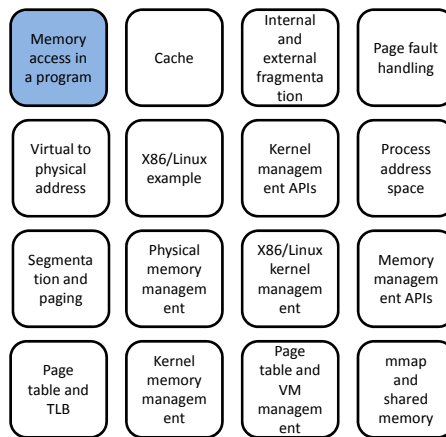 Memory
access in
a program
Cache
Internal
and
external
fragmenta
tion
Page fault
handling
Virtual to
physical
address
X86/Linux
example
Kernel
managem
ent APIs
Process
address
space
Segmenta
tion and
paging
Physical
memory
managem
ent
X86/Linux
kernel
managem
ent
Memory
managem
ent APIs
Page
table and
TLB
Kernel
memory
managem
ent
Page
table and
VM
managem
ent
mmap
and
shared
memory